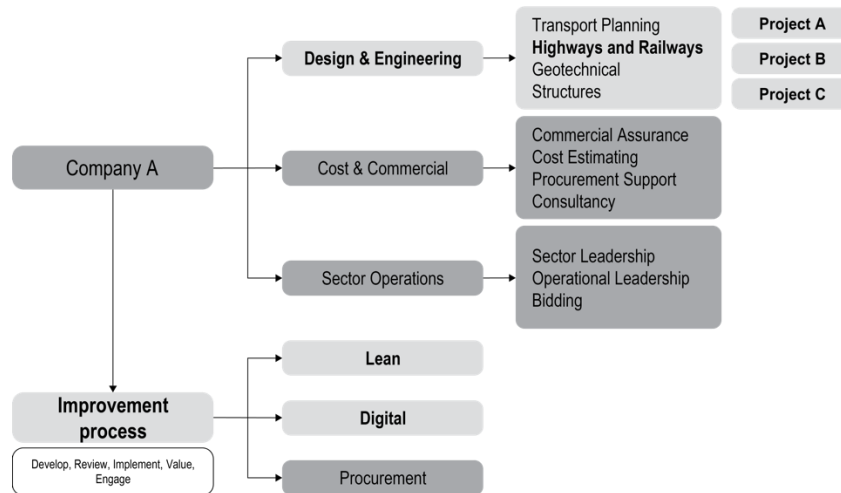 Company A
Design & Engineering
Transport Planning
Highways and Railways
Geotechnical
Structures
Project A
Project B
Project C
Cost & Commercial
Commercial Assurance
Cost Estimating
Procurement Support
Consultancy
Sector Operations
Sector Leadership
Operational Leadership
Bidding
Improvement
process
Develop, Review, Implement, Value,
Engage
Lean
Digital
Procurement